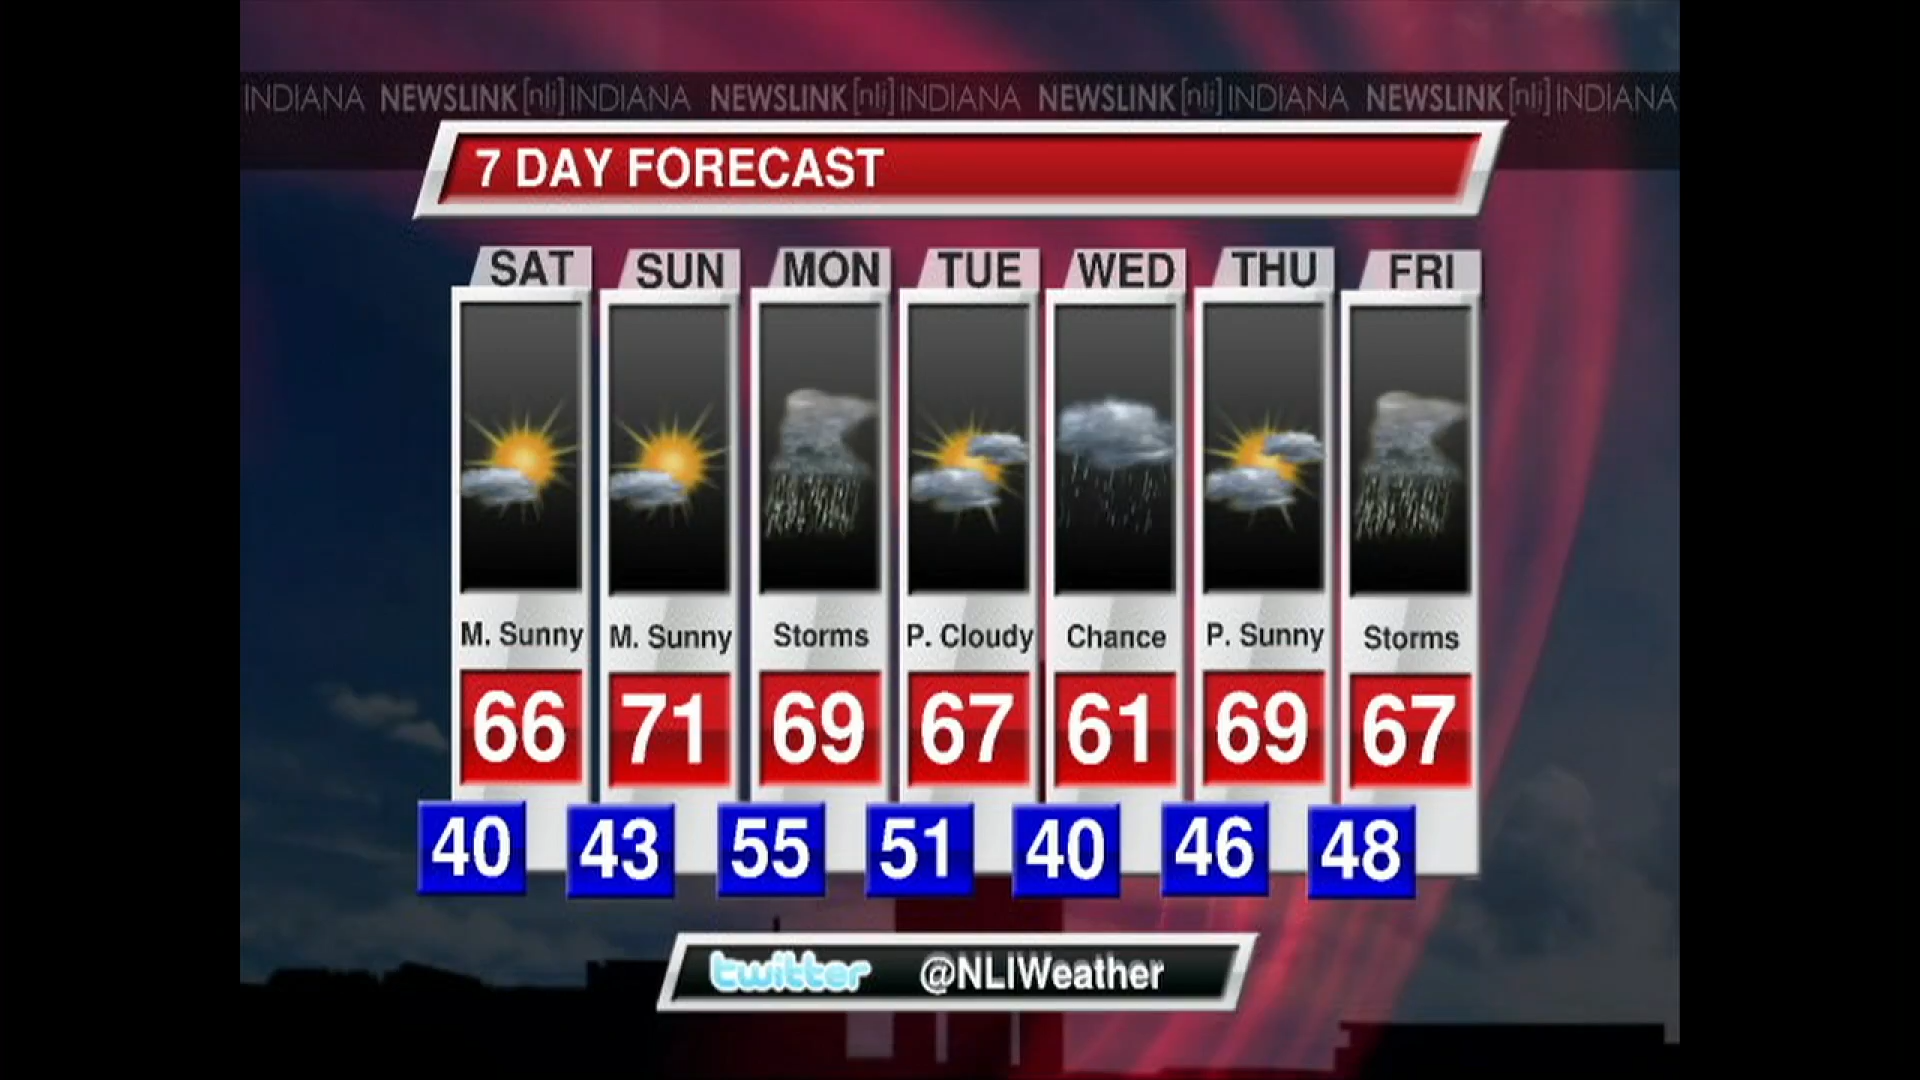 INDIANA NEWSLINK [nli] INDIANA NEWSLINK [nli] INDIANA NEWSLINK [nli] INDIANA NEWSLINK [nli] INDIANA
7 DAY FORECAST
SAT SUN MON TUE WED THU FRI
M. Sunny M. Sunny Storms P. Cloudy Chance P. Sunny Storms
66 71 69 67 61 69 67
40 43 55 51 40 46 48
twitter @NLIWeather